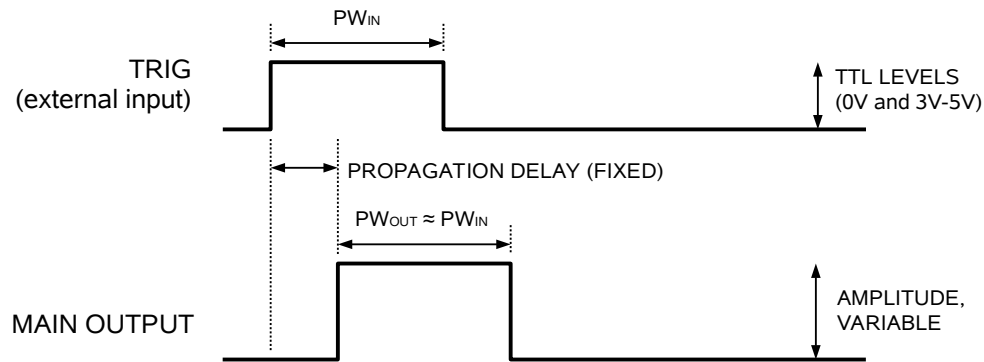 PWIN
TRIG
(external input)
TTL LEVELS
(0V and 3V-5V)
PROPAGATION DELAY (FIXED)
PWOUT ≈ PWIN
MAIN OUTPUT
AMPLITUDE,
VARIABLE